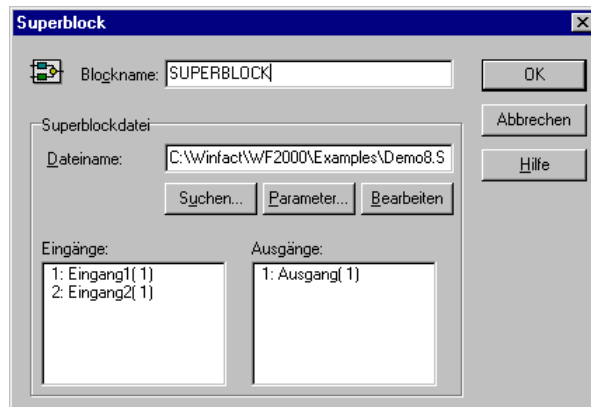 Superblock
Blockname: SUPERBLOCK
OK
Abbrechen
Hilfe
Superblockdatei
Dateiname: C:\Winfact\WF2000\Examples\Demo8.S
Suchen... Parameter... Bearbeiten
Eingänge: Ausgänge:
1: Eingang1( 1) 1: Ausgang( 1)
2: Eingang2( 1)